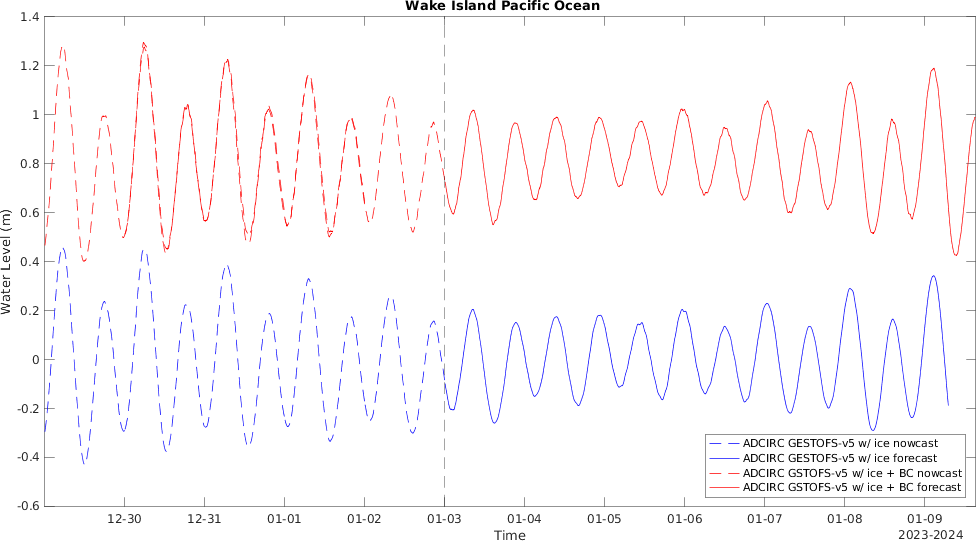 Wake Island Pacific Ocean
1.4
1.2
1
0.8
0.6
0.4
0.2
0
-0.2
-0.4
-0.6
Water Level (m)
ADCIRC GESTOFS-v5 w/ ice nowcast
ADCIRC GESTOFS-v5 w/ ice forecast
ADCIRC GSTOFS-v5 w/ ice + BC nowcast
ADCIRC GSTOFS-v5 w/ ice + BC forecast
12-30 12-31 01-01 01-02 01-03 01-04 01-05 01-06 01-07 01-08 01-09
Time
2023-2024